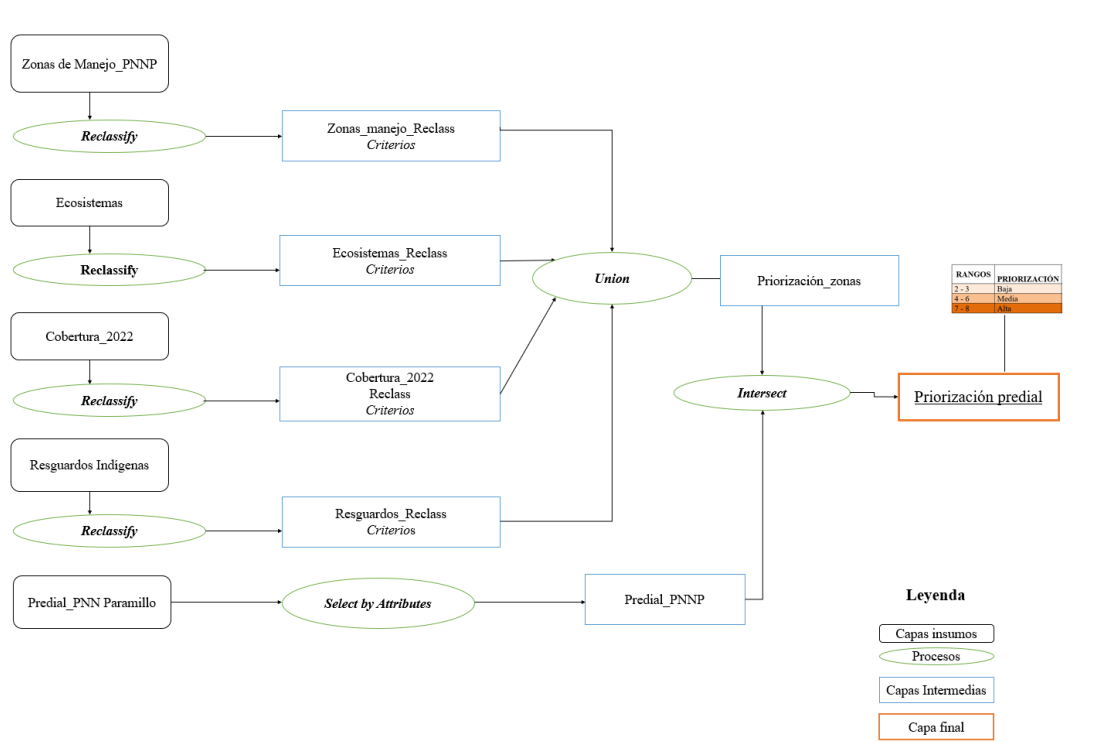 Zonas de Manejo_PNNP
Reclassify
Zonas_manejo_Reclass
Criterios
Ecosistemas
Reclassify
Ecosistemas_Reclass
Criterios
Union
Priorización_zonas
RANGOS PRIORIZACIÓN
2 - 3 Baja
4 - 6 Media
7 - 8 Alta
Cobertura_2022
Reclassify
Cobertura_2022
Reclass
Criterios
Intersect
Priorización predial
Resguardos Indígenas
Reclassify
Resguardos_Reclass
Criterios
Predial_PNN Paramillo
Select by Attributes
Predial_PNNP
Leyenda
Capas insumos
Procesos
Capas Intermedias
Capa final